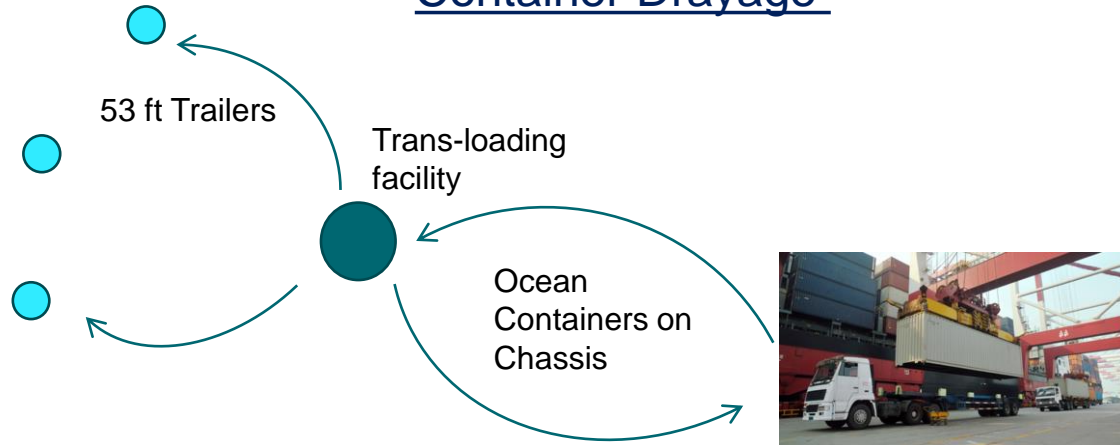 Container Drayage
53 ft Trailers
Trans-loading
facility
Ocean
Containers on
Chassis